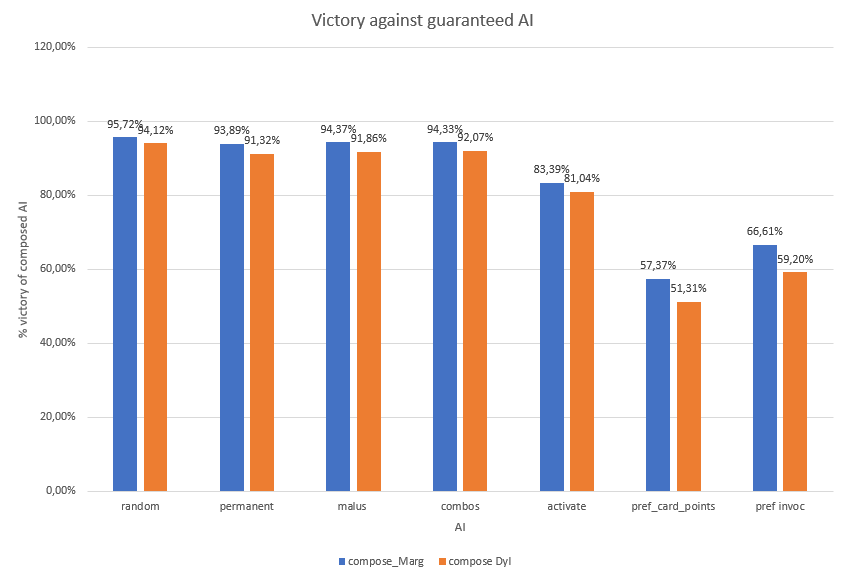 Victory against guaranteed AI
120,00%
100,00%
80,00%
60,00%
40,00%
20,00%
0,00%
% victory of composed AI
95,72% 94,12% 93,89% 91,32% 94,37% 91,86% 94,33% 92,07% 83,39% 81,04% 57,37% 51,31% 66,61% 59,20%
random permanent malus combos activate pref_card_points pref invoc
AI
compose_Marg compose Dyl